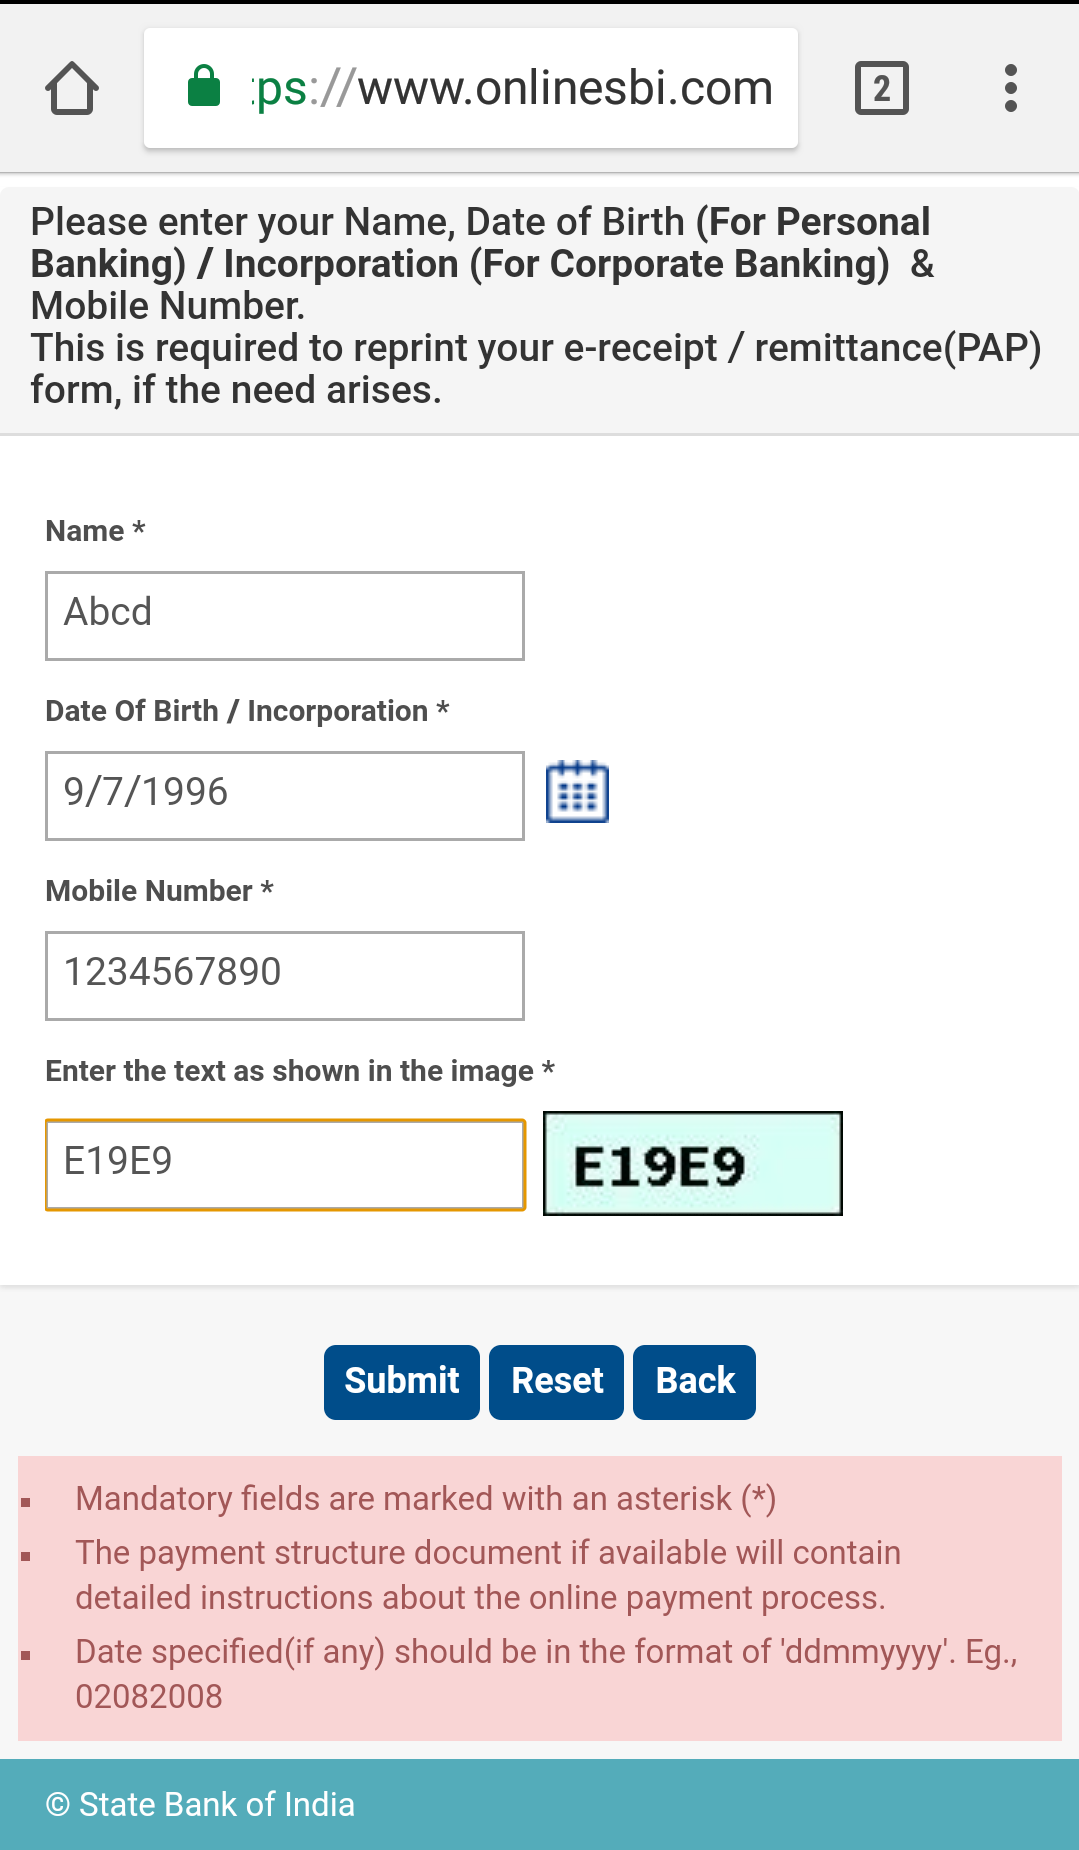 ps://www.onlinesbi.com
2
Please enter your Name, Date of Birth (For Personal
Banking) / Incorporation (For Corporate Banking) &
Mobile Number.
This is required to reprint your e-receipt / remittance(PAP)
form, if the need arises.
Name *
Abcd
Date Of Birth / Incorporation *
9/7/1996
Mobile Number *
1234567890
Enter the text as shown in the image *
E19E9 E19E9
Submit Reset Back
Mandatory fields are marked with an asterisk (*)
The payment structure document if available will contain
detailed instructions about the online payment process.
Date specified(if any) should be in the format of 'ddmmyyyy'. Eg.,
02082008
© State Bank of India